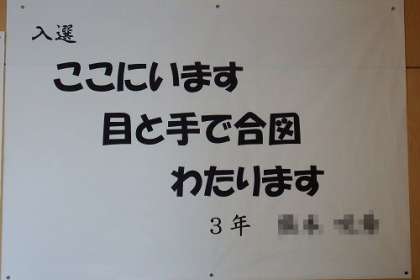 入選
ここにいます
目と手で合図
わたります
3年